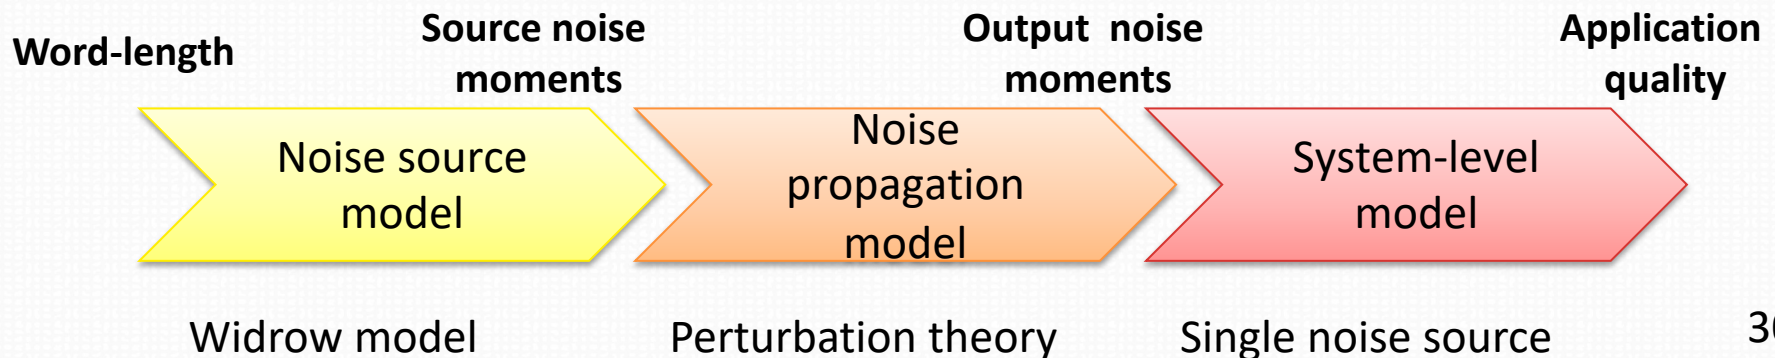 Word-length
Source noise
moments
Output noise
moments
Application
quality
Noise source
model
Noise
propagation
model
System-level
model
Widrow model
Perturbation theory
Single noise source